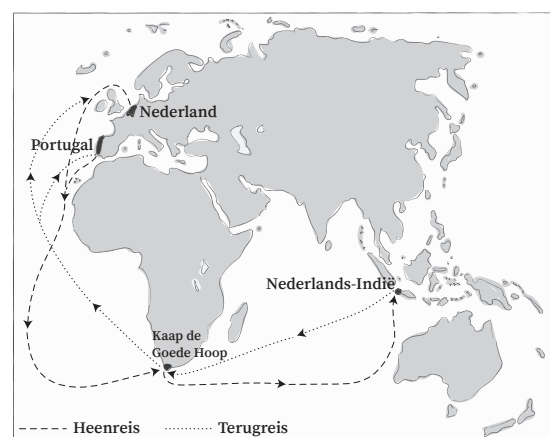 Nederland
Portugal
Nederlands-Indië
Kaap de
Goede Hoop
Heenreis
Terugreis